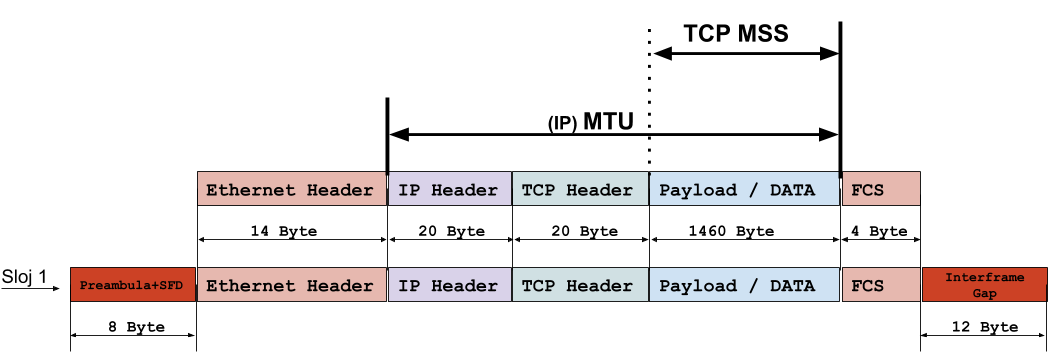 TCP MSS
(IP) MTU
Ethernet Header IP Header TCP Header Payload / DATA FCS
14 Byte 20 Byte 20 Byte 1460 Byte 4 Byte
Sloj 1
Preambula+SFD Ethernet Header IP Header TCP Header Payload / DATA FCS Interframe
Gap
8 Byte 12 Byte